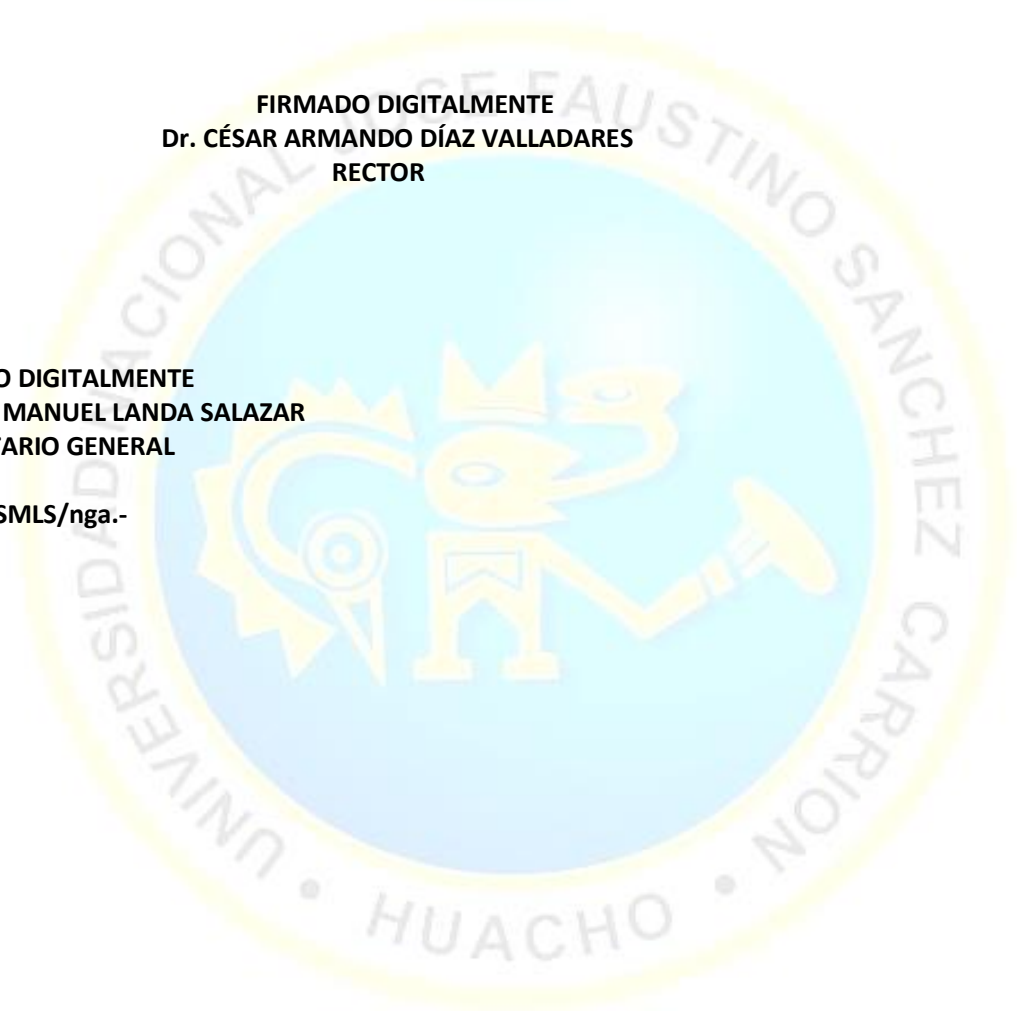 FIRMADO DIGITALMENTE
Dr. CÉSAR ARMANDO DÍAZ VALLADARES
RECTOR
O DIGITALMENTE
MANUEL LANDA SALAZAR
TARIO GENERAL
SMLS/nga.-
UNIVERSIDAD NACIONAL JOSE FAUSTINO SANCHEZ CARRION • HUACHO •